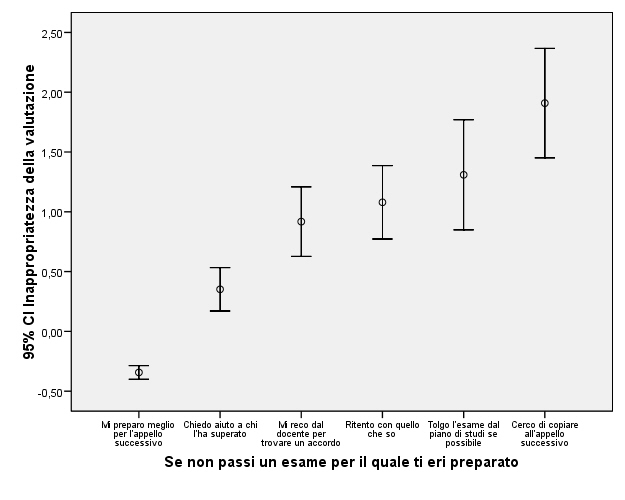 95% CI Inappropriatezza della valutazione
2,50
2,00
1,50
1,00
0,50
0,00
-0,50
Mi preparo meglio
per l'appello
successivo
Chiedo aiuto a chi
l'ha superato
Mi reco dal
docente per
trovare un accordo
Ritento con quello
che so
Tolgo l'esame dal
piano di studi se
possibile
Cerco di copiare
all'appello
successivo
Se non passi un esame per il quale ti eri preparato